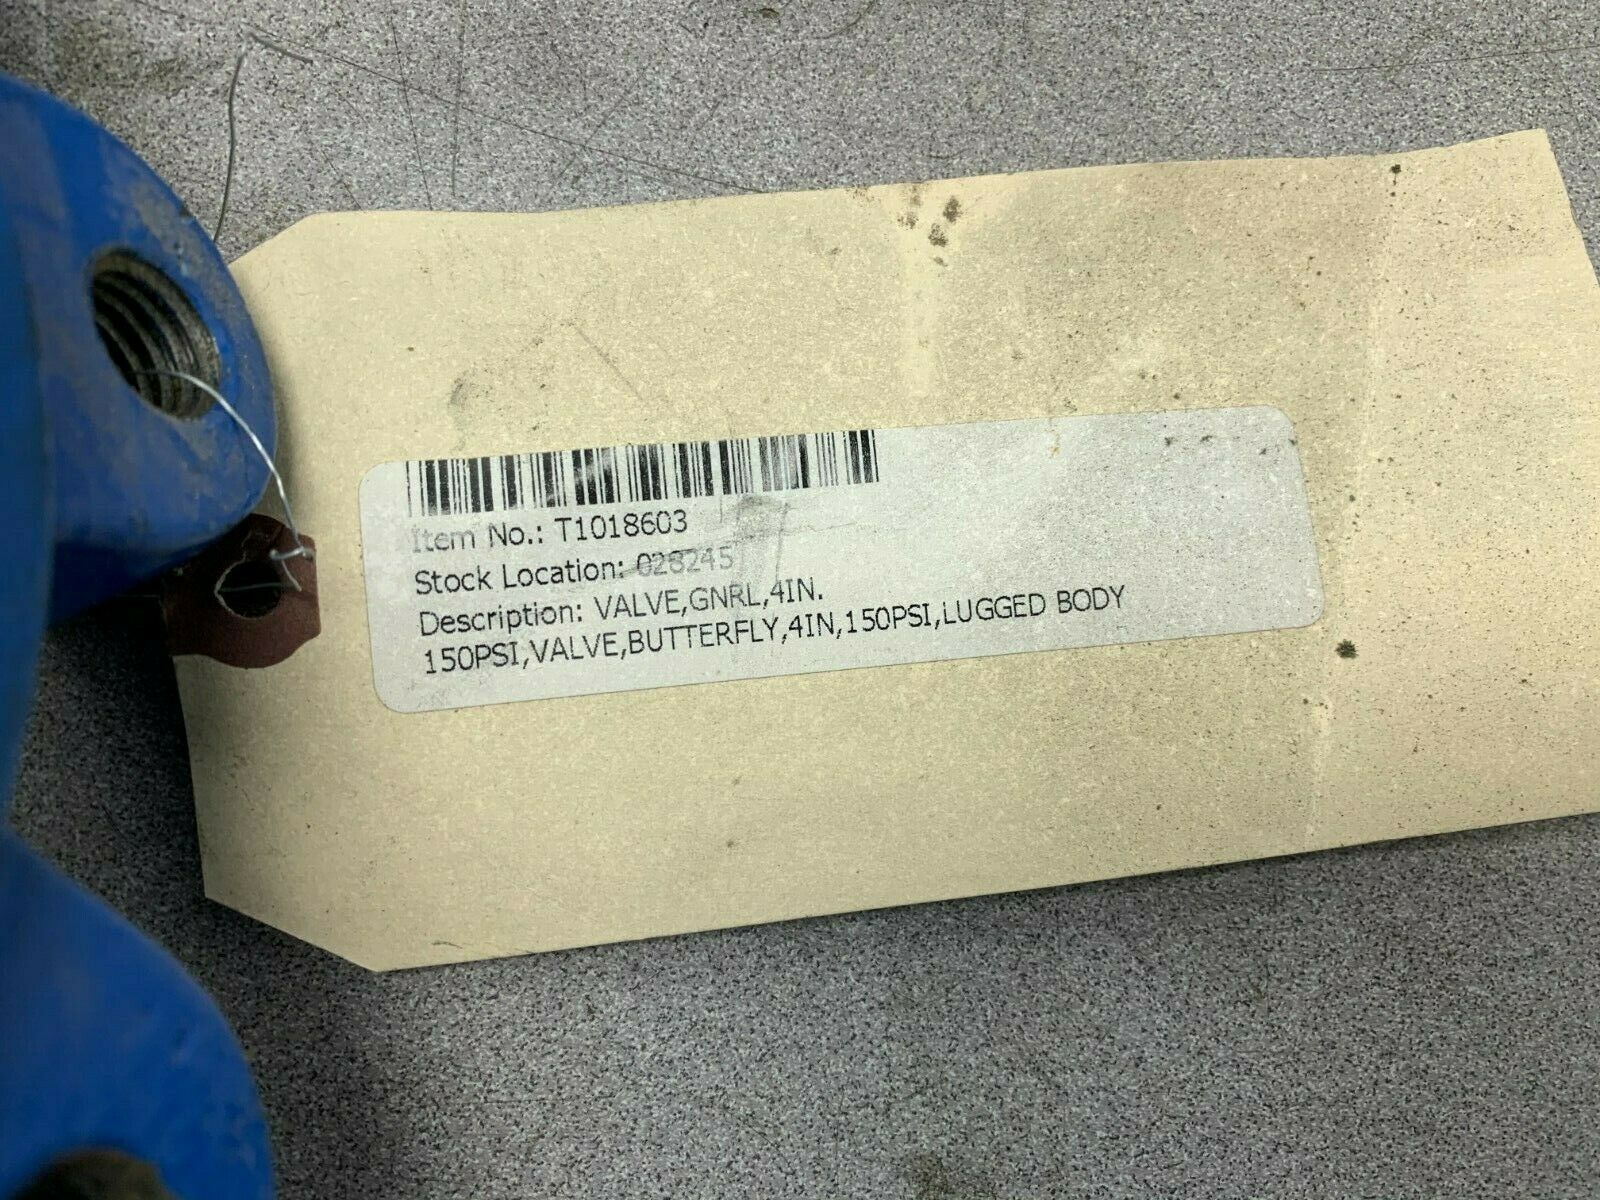 Item No.: T1018603
Stock Location: 028245
Description: VALVE,GNRL,4IN.
150PSI,VALVE,BUTTERFLY,4IN,150PSI,LUGGED BODY